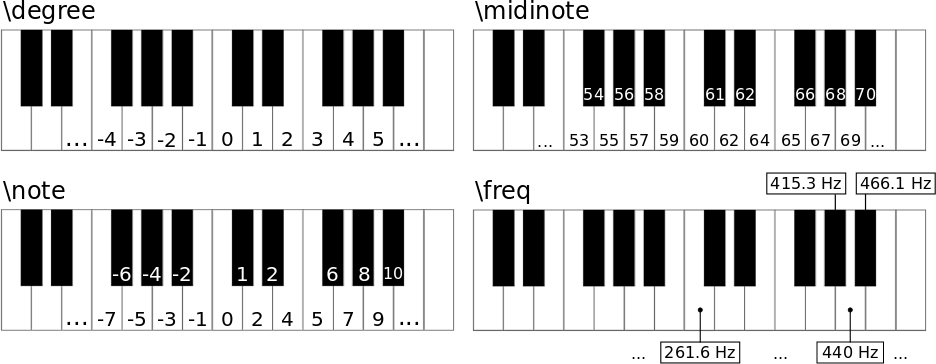 \degree
... -4 -3 -2 -1 0 1 2 3 4 5 ...
\midinote
54 56 58 61 62 66 68 70
... 53 55 57 59 60 62 64 65 67 69 ...
\note
-6 -4 -2 1 2 6 8 10
... -7 -5 -3 -1 0 2 4 5 7 9 ...
\freq
415.3 Hz 466.1 Hz
... 261.6 Hz ... 440 Hz ...